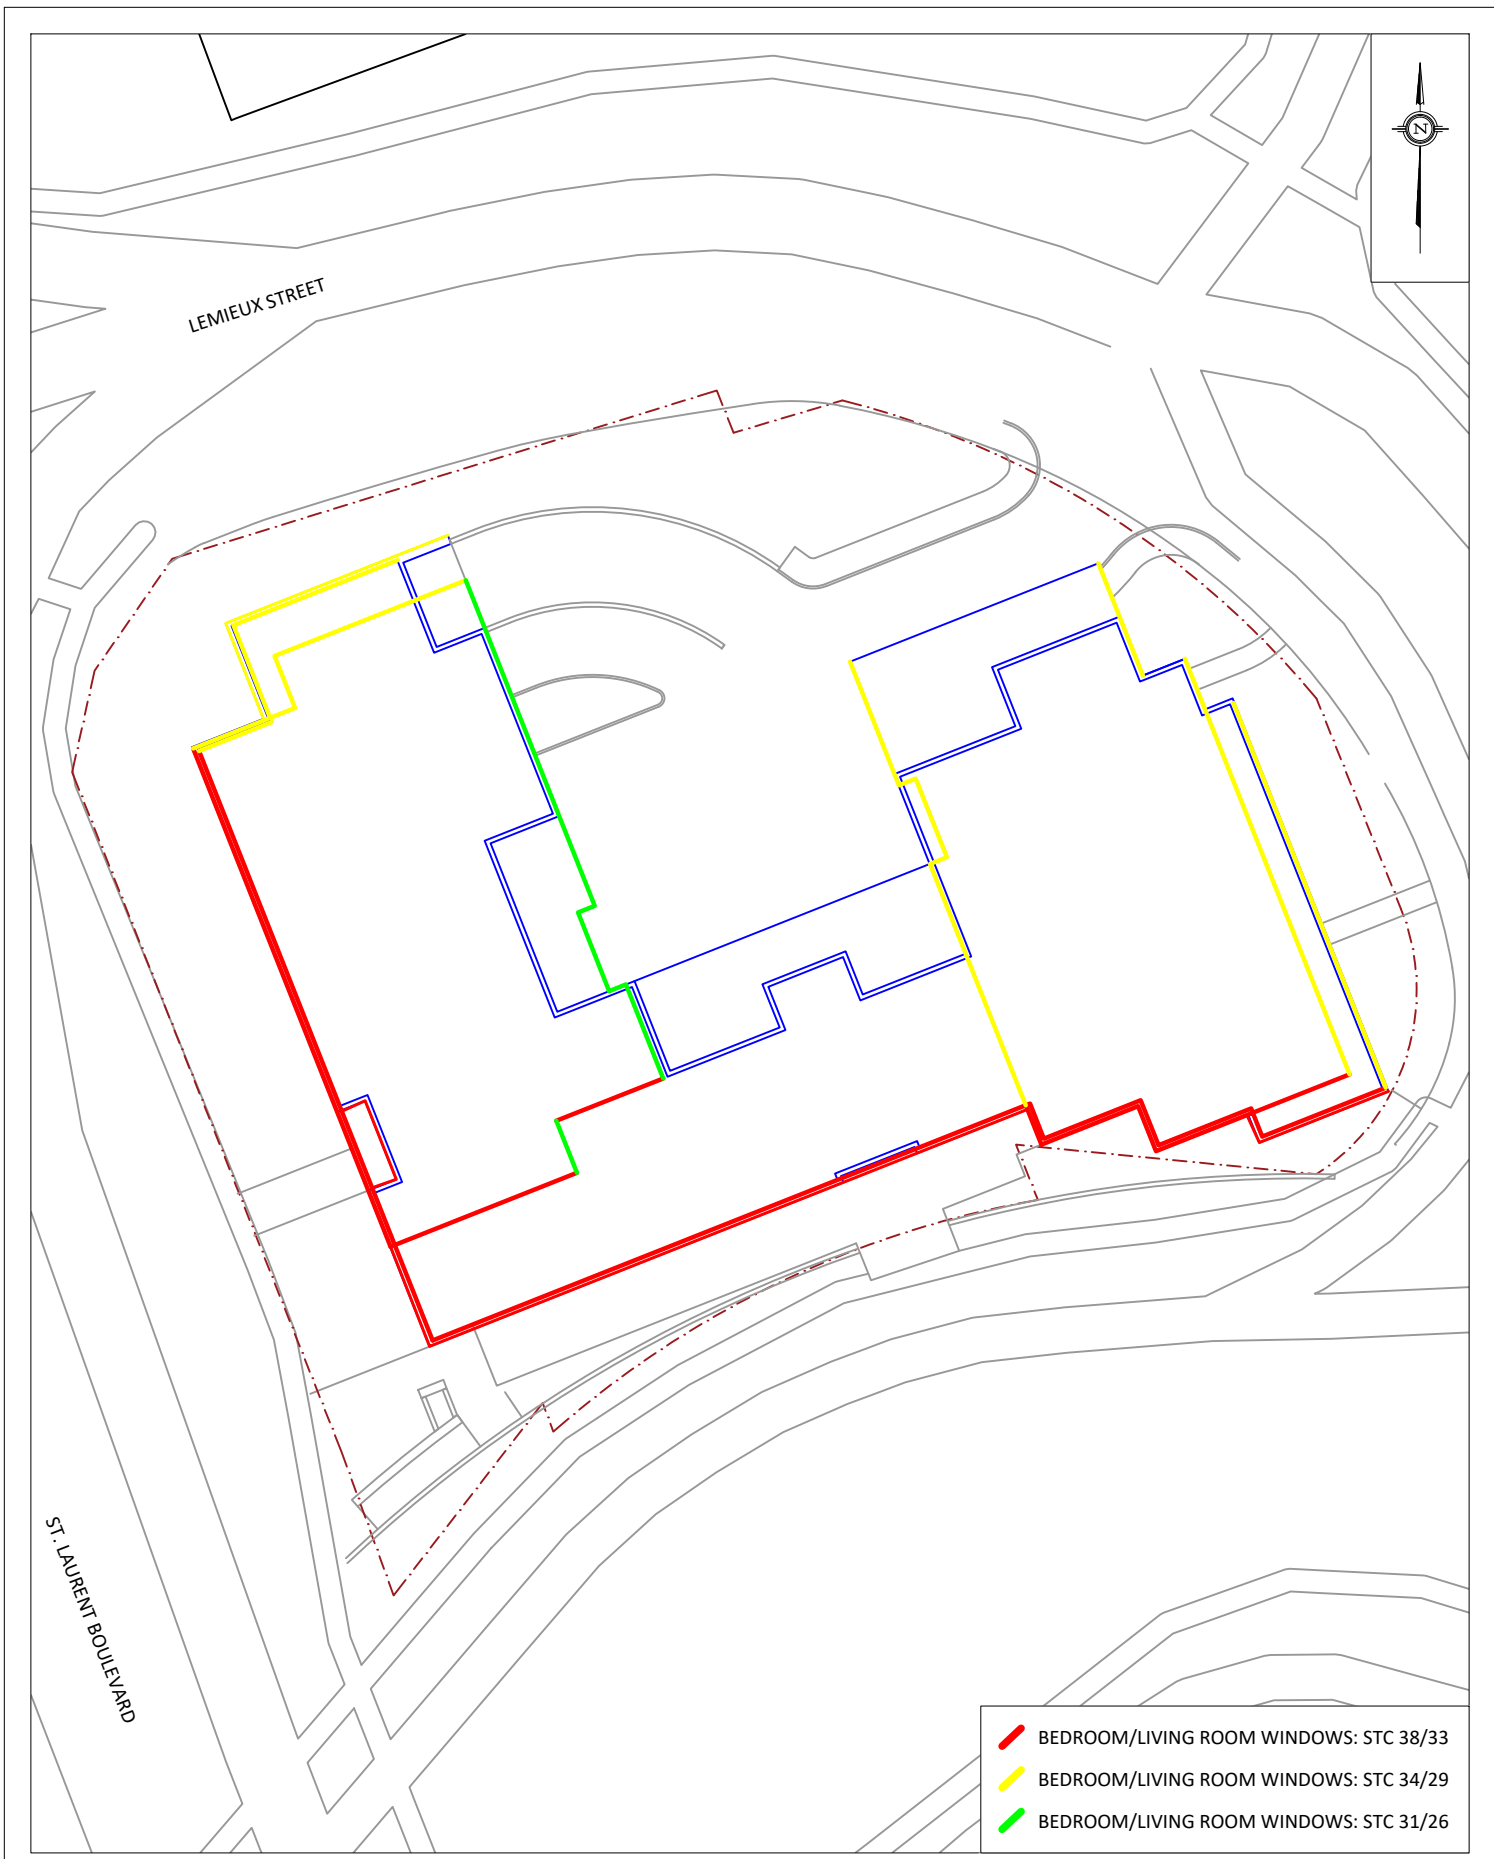 N
LEMIEUX STREET
ST. LAURENT BOULEVARD
BEDROOM/LIVING ROOM WINDOWS: STC 38/33
BEDROOM/LIVING ROOM WINDOWS: STC 34/29
BEDROOM/LIVING ROOM WINDOWS: STC 31/26